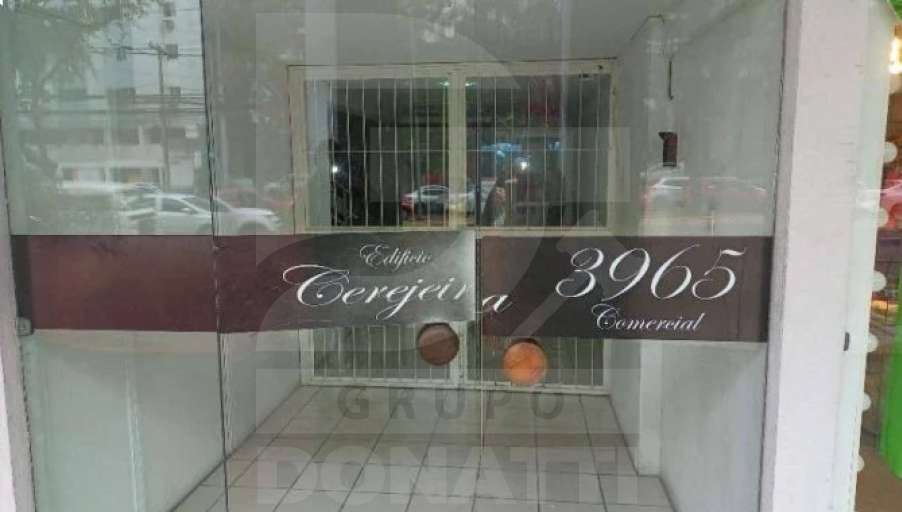 Edifício
Cerejeira
3965
Comercial
GRUPO
DONATTI